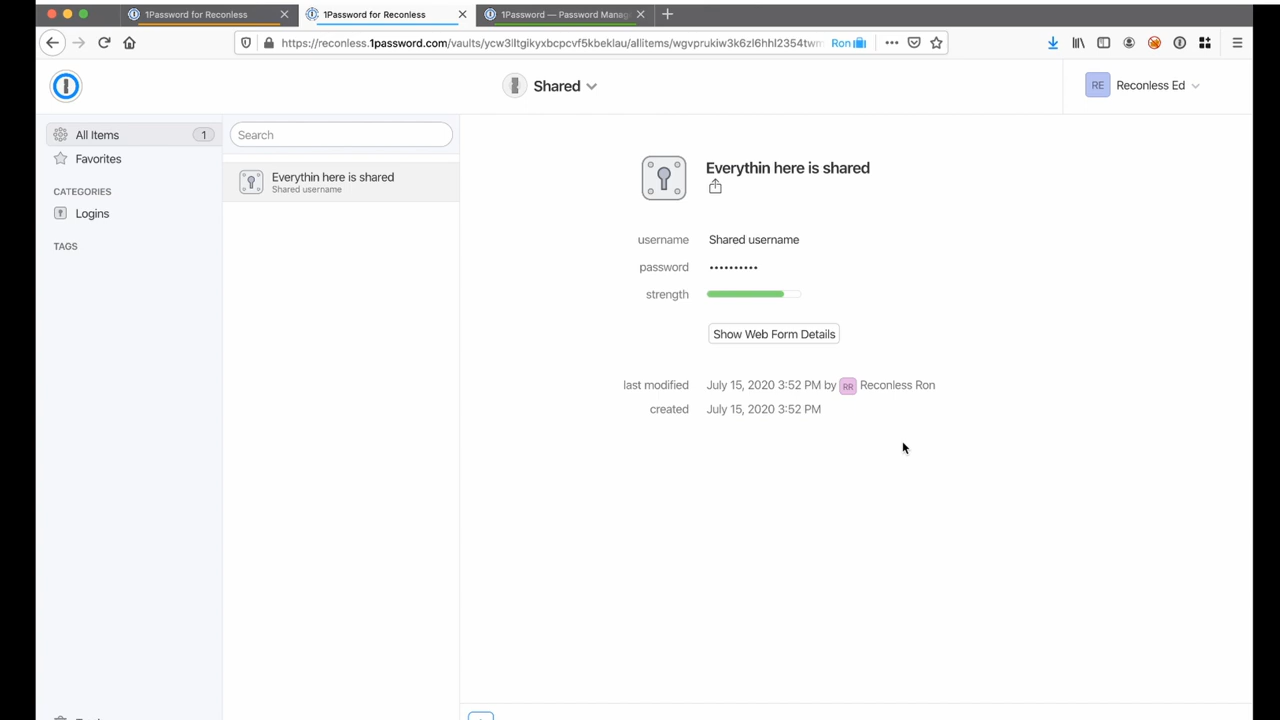 1Password for Reconless
1Password for Reconless
1Password — Password Manag
https://reconless.1password.com/vaults/ycw3lltgikyxbcpcvf5kbeklau/allitems/wgvprukiw3k6zl6hhl2354twm
Ron
Shared
RE Reconless Ed
All Items 1
Favorites
CATEGORIES
Logins
TAGS
Search
Everythin here is shared
Shared username
Everythin here is shared
username Shared username
password ••••••••••
strength
Show Web Form Details
last modified July 15, 2020 3:52 PM by RR Reconless Ron
created July 15, 2020 3:52 PM